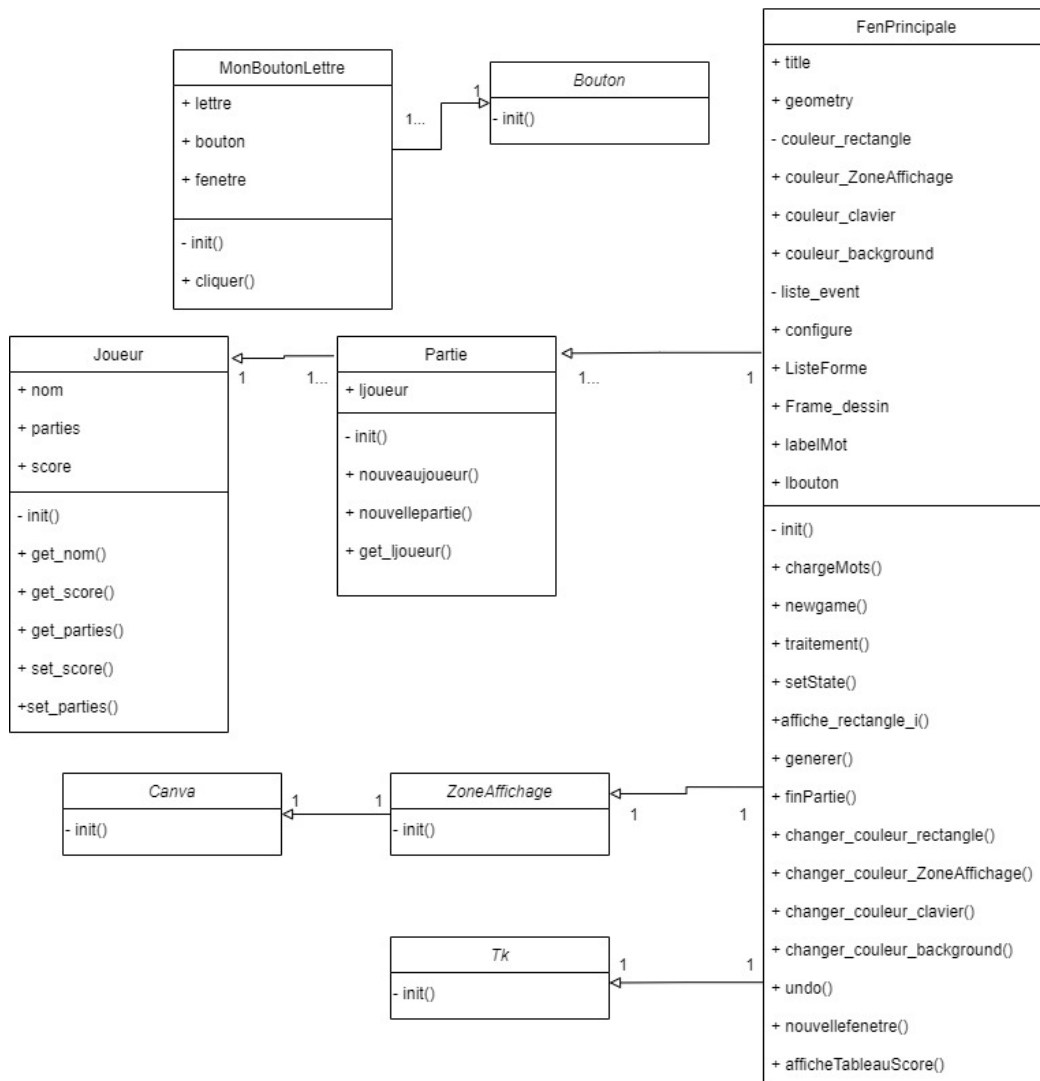 MonBoutonLettre
+ lettre
+ bouton
+ fenetre
- init()
+ cliquer()
1...
1
Bouton
- init()
FenPrincipale
+ title
+ geometry
- couleur_rectangle
+ couleur_ZoneAffichage
+ couleur_clavier
+ couleur_background
- liste_event
+ configure
+ ListeForme
+ Frame_dessin
+ labelMot
+ lbouton
- init()
+ chargeMots()
+ newgame()
+ traitement()
+ setState()
+affiche_rectangle_i()
+ generer()
+ finPartie()
+ changer_couleur_rectangle()
+ changer_couleur_ZoneAffichage()
+ changer_couleur_clavier()
+ changer_couleur_background()
+ undo()
+ nouvellefenetre()
+ afficheTableauScore()
Joueur
+ nom
+ parties
+ score
- init()
+ get_nom()
+ get_score()
+ get_parties()
+ set_score()
+set_parties()
1
1...
Partie
+ ljoueur
- init()
+ nouveaujoueur()
+ nouvellepartie()
+ get_ljoueur()
1...
1
Canva
- init()
1
1
ZoneAffichage
- init()
1
1
Tk
- init()
1
1